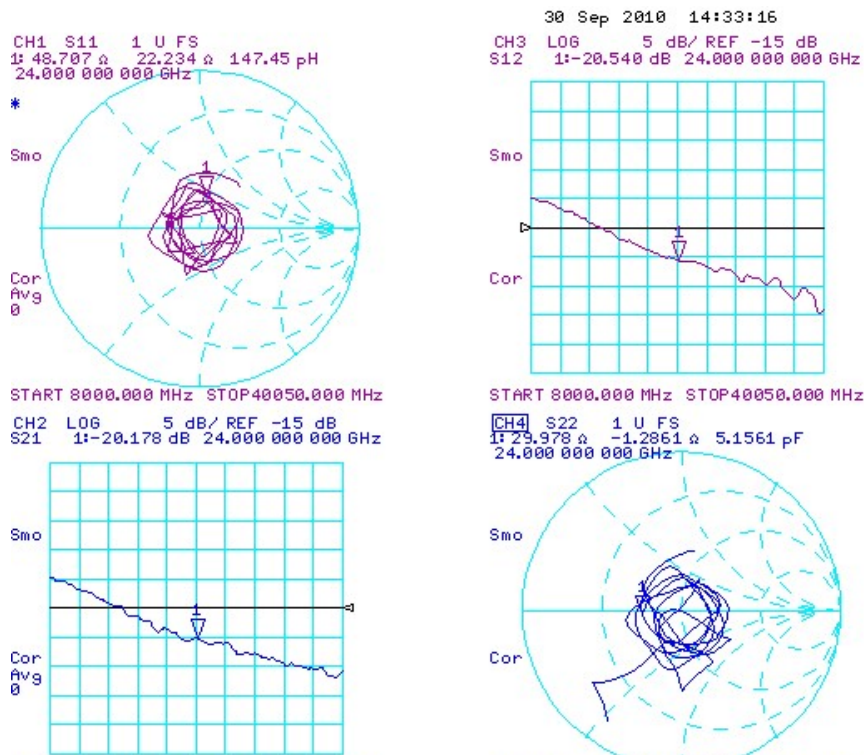 30 Sep 2010 14:33:16
CH1 S11 1 U FS
1: 48.707 Ω 22.234 Ω 147.45 pH
24.000 000 000 GHz
*
1
Smo
Cor
Avg
0
START 8000.000 MHz STOP40050.000 MHz
CH3 LOG 5 dB/ REF -15 dB
S12 1:-20.540 dB 24.000 000 000 GHz
1
Smo
Cor
START 8000.000 MHz STOP40050.000 MHz
CH2 LOG 5 dB/ REF -15 dB
S21 1:-20.178 dB 24.000 000 000 GHz
1
Smo
Cor
Avg
0
CH4 S22 1 U FS
1: 29.978 Ω -1.2861 Ω 5.1561 pF
24.000 000 000 GHz
1
Smo
Cor